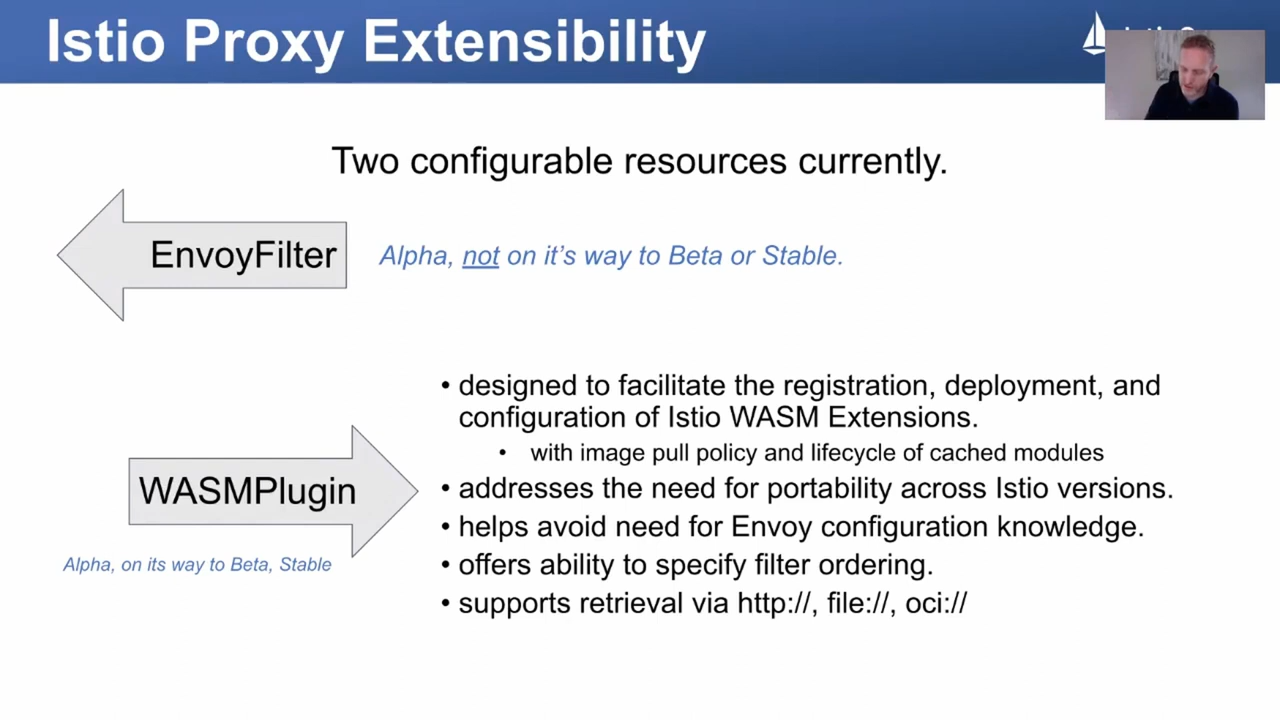 Istio Proxy Extensibility
Two configurable resources currently.
EnvoyFilter
Alpha, not on it's way to Beta or Stable.
• designed to facilitate the registration, deployment, and
configuration of Istio WASM Extensions.
• with image pull policy and lifecycle of cached modules
WASMPlugin
• addresses the need for portability across Istio versions.
• helps avoid need for Envoy configuration knowledge.
Alpha, on its way to Beta, Stable
• offers ability to specify filter ordering.
• supports retrieval via http://, file://, oci://